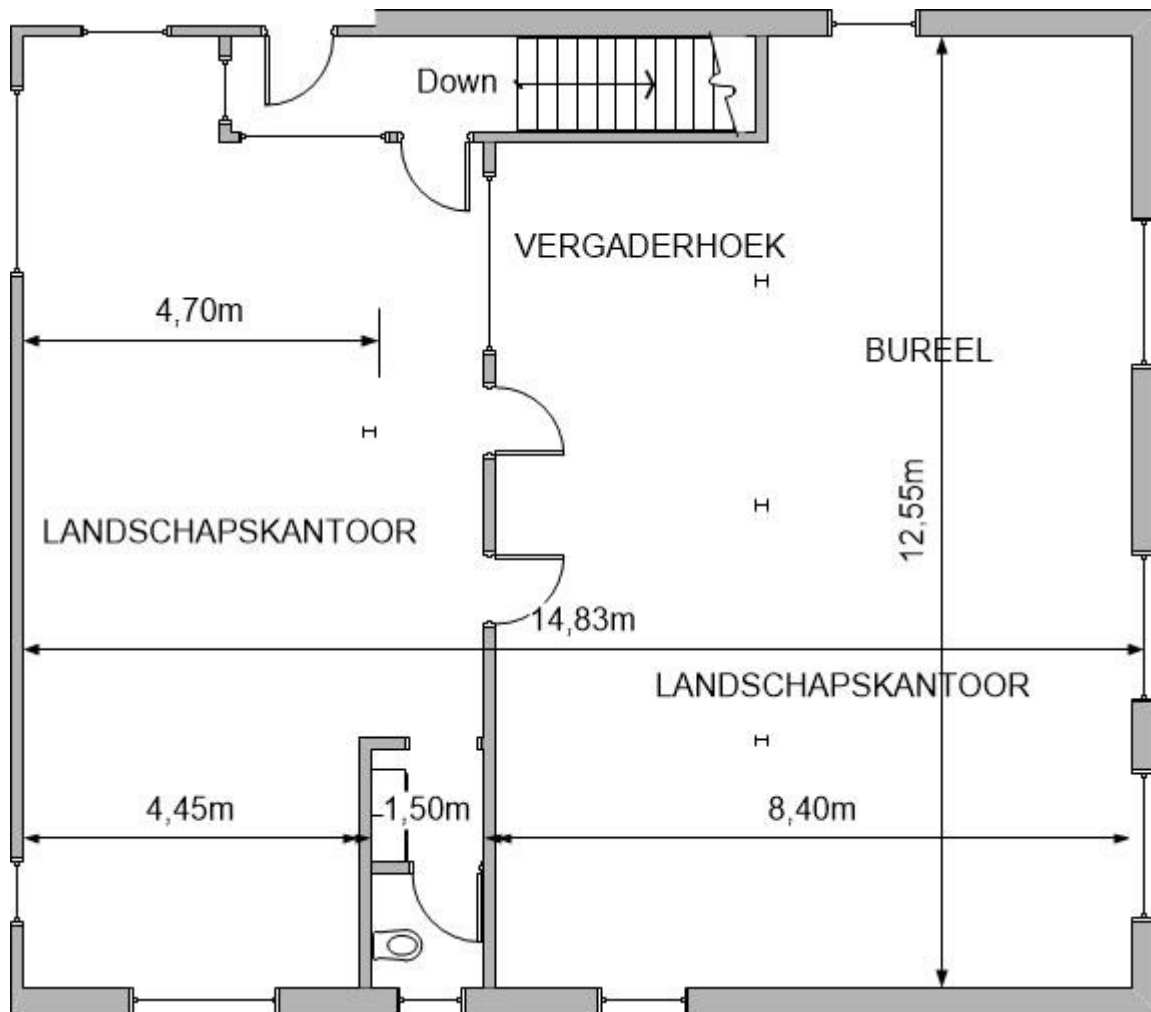 Down
VERGADERHOEK
4,70m
BUREEL
12,55m
LANDSCHAPSKANTOOR
14,83m
LANDSCHAPSKANTOOR
4,45m
1,50m
8,40m